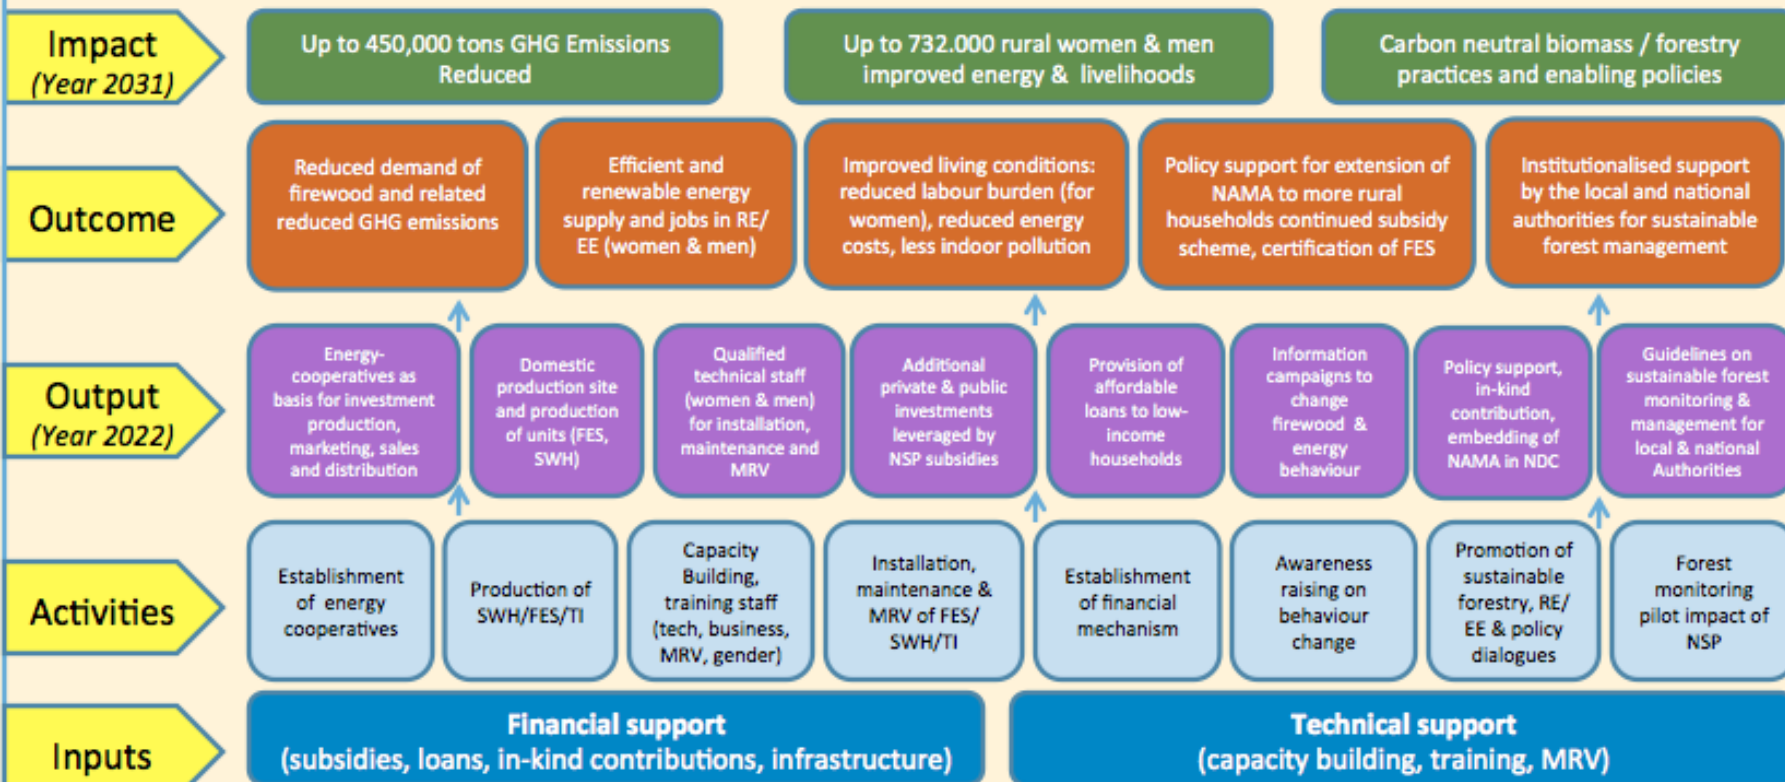 Impact
(Year 2031)
Up to 450,000 tons GHG Emissions
Reduced
Up to 732.000 rural women & men
improved energy & livelihoods
Carbon neutral biomass / forestry
practices and enabling policies
Outcome
Reduced demand of
firewood and related
reduced GHG emissions
Efficient and
renewable energy
supply and jobs in RE/
EE (women & men)
Improved living conditions:
reduced labour burden (for
women), reduced energy
costs, less indoor pollution
Policy support for extension of
NAMA to more rural
households continued subsidy
scheme, certification of FES
Institutionalised support
by the local and national
authorities for sustainable
forest management
Output
(Year 2022)
Energy-
cooperatives as
basis for investment
production,
marketing, sales
and distribution
Domestic
production site
and production
of units (FES,
SWH)
Qualified
technical staff
(women & men)
for installation,
maintenance and
MRV
Additional
private & public
investments
leveraged by
NSP subsidies
Provision of
affordable
loans to low-
income
households
Information
campaigns to
change
firewood &
energy
behaviour
Policy support,
in-kind
contribution,
embedding of
NAMA in NDC
Guidelines on
sustainable forest
monitoring &
management for
local & national
Authorities
Activities
Establishment
of energy
cooperatives
Production of
SWH/FES/TI
Capacity
Building,
training staff
(tech, business,
MRV, gender)
Installation,
maintenance &
MRV of FES/
SWH/TI
Establishment
of financial
mechanism
Awareness
raising on
behaviour
change
Promotion of
sustainable
forestry, RE/
EE & policy
dialogues
Forest
monitoring
pilot impact of
NSP
Inputs
Financial support
(subsidies, loans, in-kind contributions, infrastructure)
Technical support
(capacity building, training, MRV)